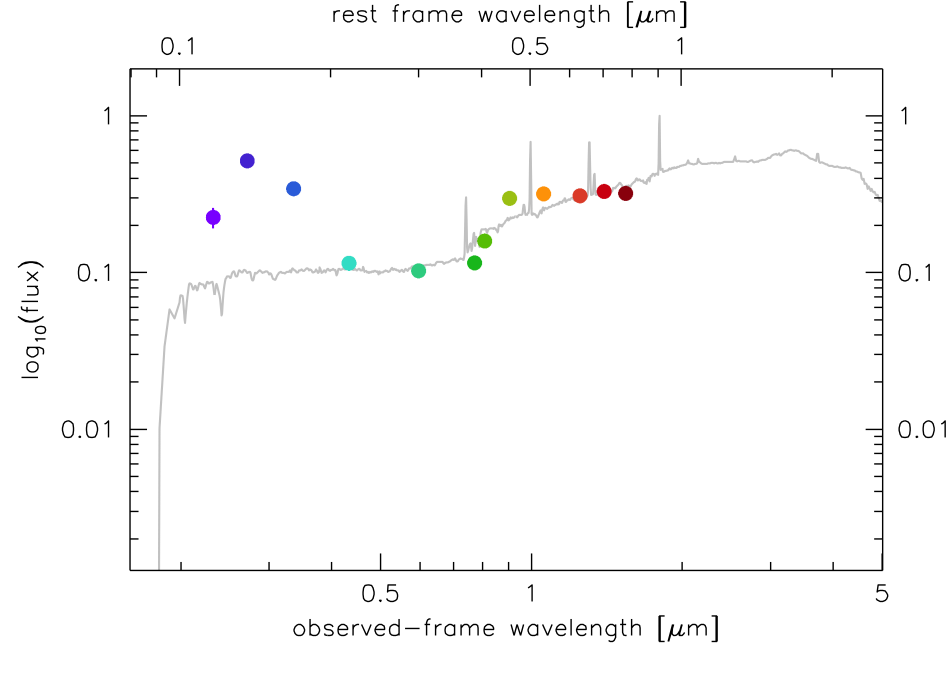 rest frame wavelength [μm]
0.1 0.5 1
1 1
0.1 0.1
0.01 0.01
log10(flux)
0.5 1 5
observed-frame wavelength [μm]